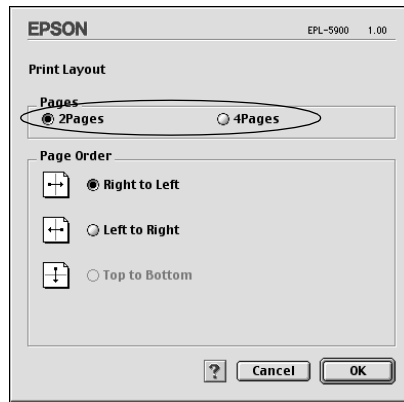 EPSON EPL-5900 1.00
Print Layout
Pages
2Pages 4Pages
Page Order
Right to Left
Left to Right
Top to Bottom
? Cancel OK